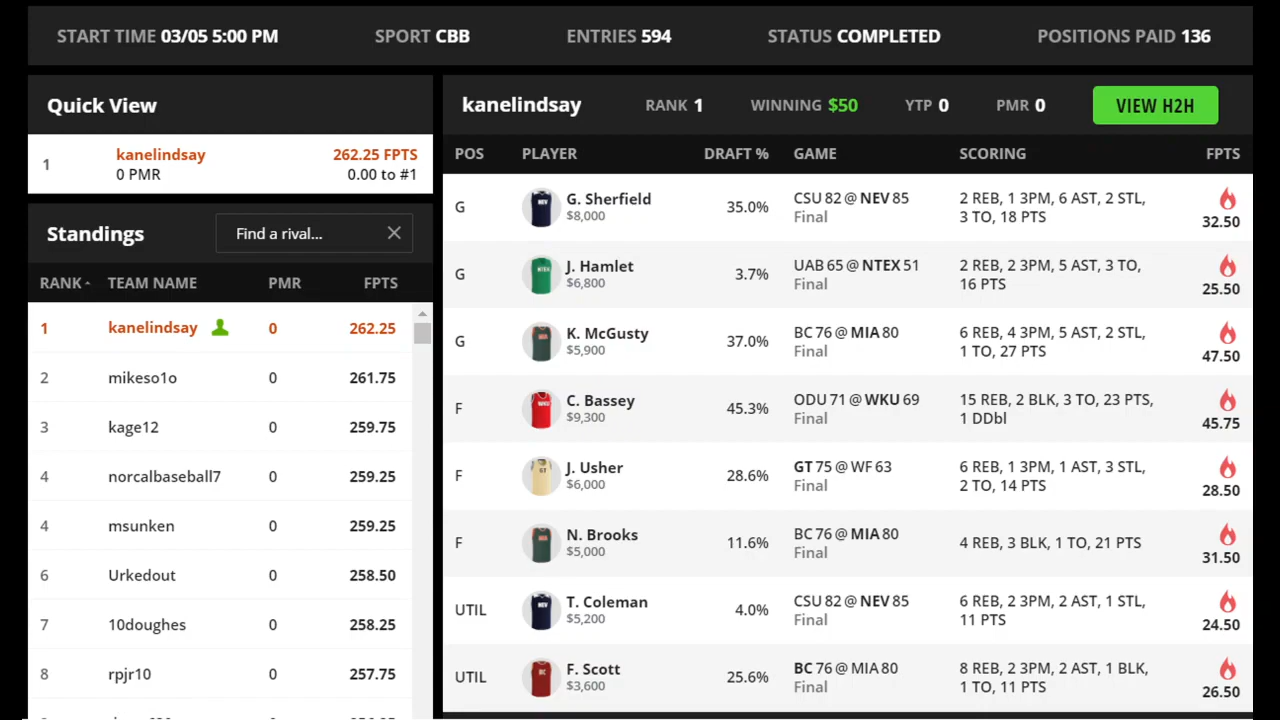 START TIME 03/05 5:00 PM SPORT CBB ENTRIES 594 STATUS COMPLETED POSITIONS PAID 136
Quick View
1 kanelindsay 262.25 FPTS
0 PMR 0.00 to #1
Standings Find a rival...
RANK TEAM NAME PMR FPTS
1 kanelindsay 0 262.25
2 mikeso1o 0 261.75
3 kage12 0 259.75
4 norcalbaseball7 0 259.25
4 msunken 0 259.25
6 Urkedout 0 258.50
7 10doughes 0 258.25
8 rpjr10 0 257.75
kanelindsay RANK 1 WINNING $50 YTP 0 PMR 0 VIEW H2H
POS PLAYER DRAFT % GAME SCORING FPTS
G G. Sherfield $8,000 35.0% CSU 82 @ NEV 85 Final 2 REB, 1 3PM, 6 AST, 2 STL,
3 TO, 18 PTS 32.50
G J. Hamlet $6,800 3.7% UAB 65 @ NTEX 51 Final 2 REB, 2 3PM, 5 AST, 3 TO,
16 PTS 25.50
G K. McGusty $5,900 37.0% BC 76 @ MIA 80 Final 6 REB, 4 3PM, 5 AST, 2 STL,
1 TO, 27 PTS 47.50
F C. Bassey $9,300 45.3% ODU 71 @ WKU 69 Final 15 REB, 2 BLK, 3 TO, 23 PTS,
1 DDbl 45.75
F J. Usher $6,000 28.6% GT 75 @ WF 63 Final 6 REB, 1 3PM, 1 AST, 3 STL,
2 TO, 14 PTS 28.50
F N. Brooks $5,000 11.6% BC 76 @ MIA 80 Final 4 REB, 3 BLK, 1 TO, 21 PTS 31.50
UTIL T. Coleman $5,200 4.0% CSU 82 @ NEV 85 Final 6 REB, 2 3PM, 2 AST, 1 STL,
11 PTS 24.50
UTIL F. Scott $3,600 25.6% BC 76 @ MIA 80 Final 8 REB, 2 3PM, 2 AST, 1 BLK,
1 TO, 11 PTS 26.50